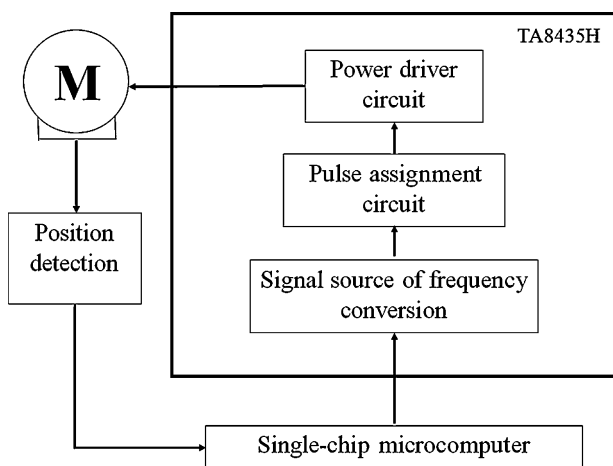 TA8435H
M
Power driver
circuit
Pulse assignment
circuit
Position
detection
Signal source of frequency
conversion
Single-chip microcomputer